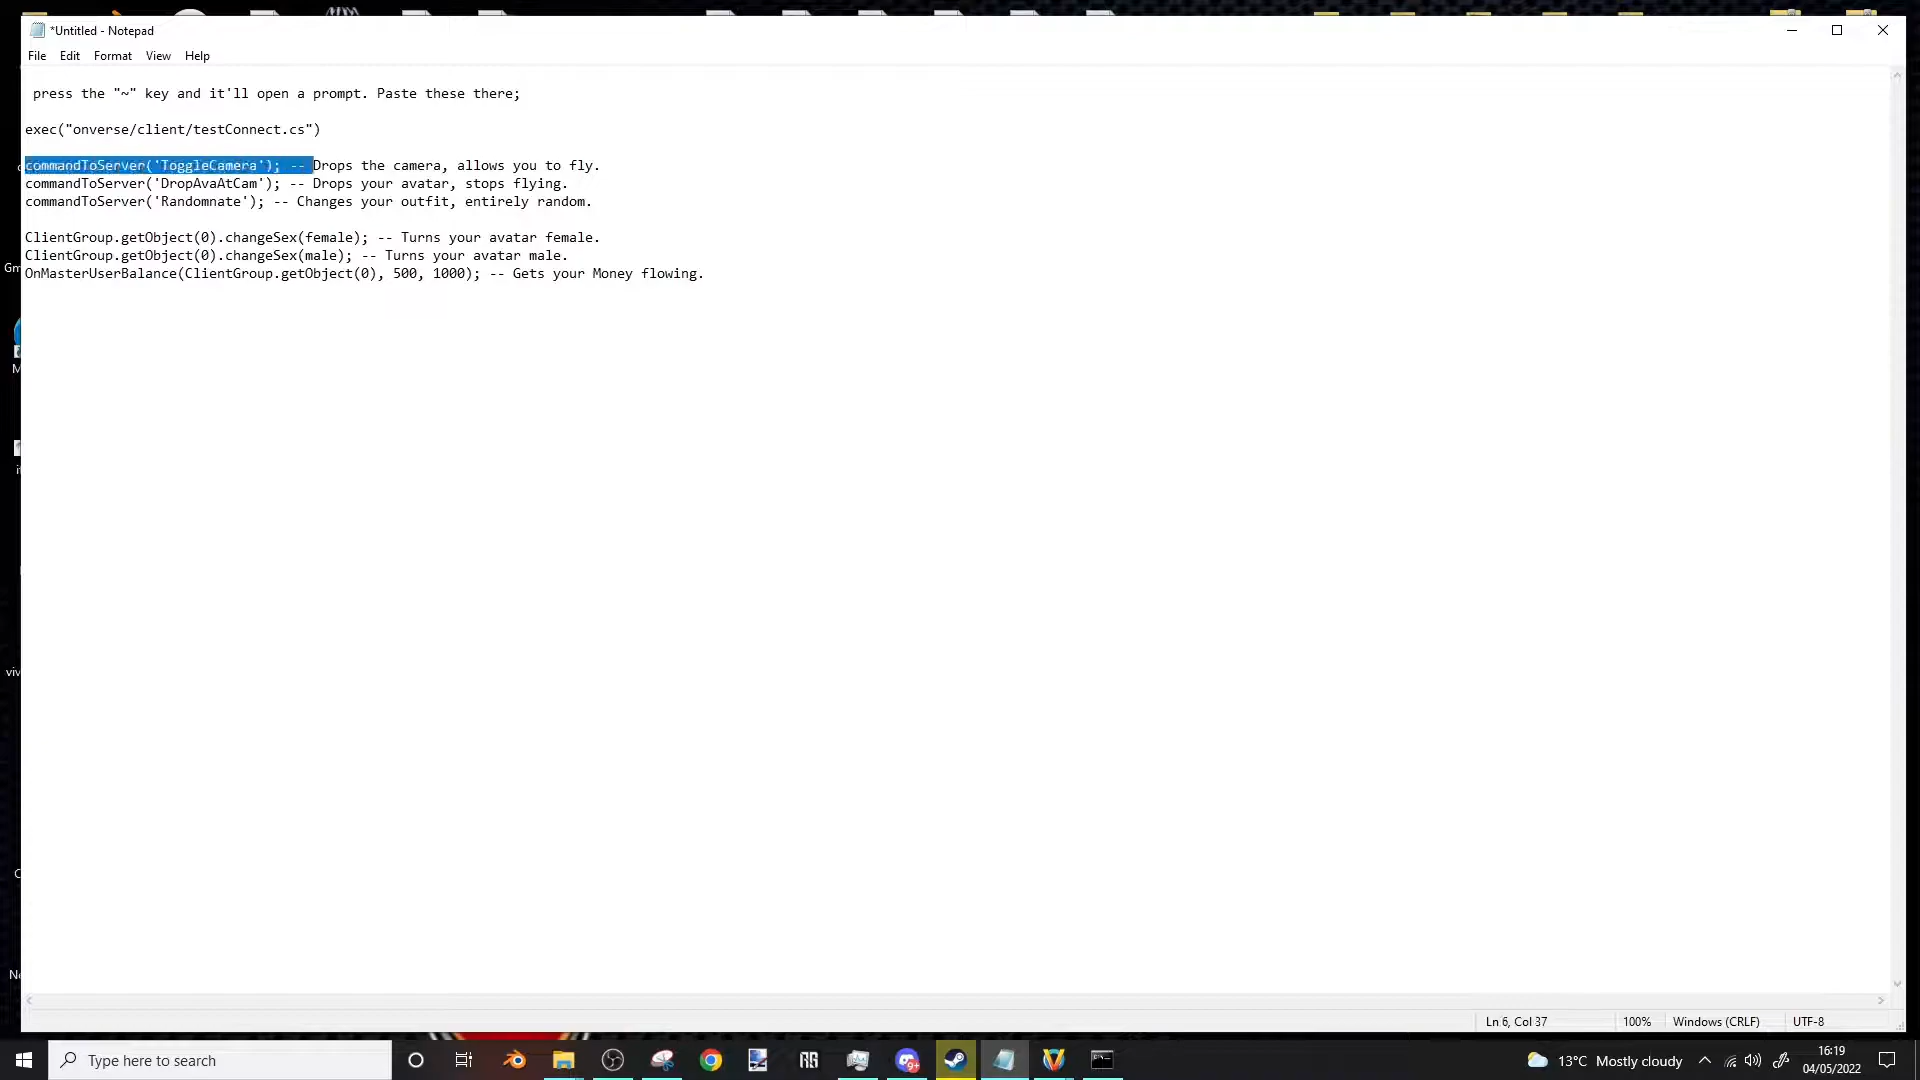 *Untitled - Notepad
File Edit Format View Help
press the "~" key and it'll open a prompt. Paste these there;
exec("onverse/client/testConnect.cs")
commandToServer('ToggleCamera'); -- Drops the camera, allows you to fly.
commandToServer('DropAvaAtCam'); -- Drops your avatar, stops flying.
commandToServer('Randomnate'); -- Changes your outfit, entirely random.
ClientGroup.getObject(0).changeSex(female); -- Turns your avatar female.
ClientGroup.getObject(0).changeSex(male); -- Turns your avatar male.
OnMasterUserBalance(ClientGroup.getObject(0), 500, 1000); -- Gets your Money flowing.
Ln 6, Col 37 100% Windows (CRLF) UTF-8
Type here to search
9+
13°C Mostly cloudy
16:19
04/05/2022